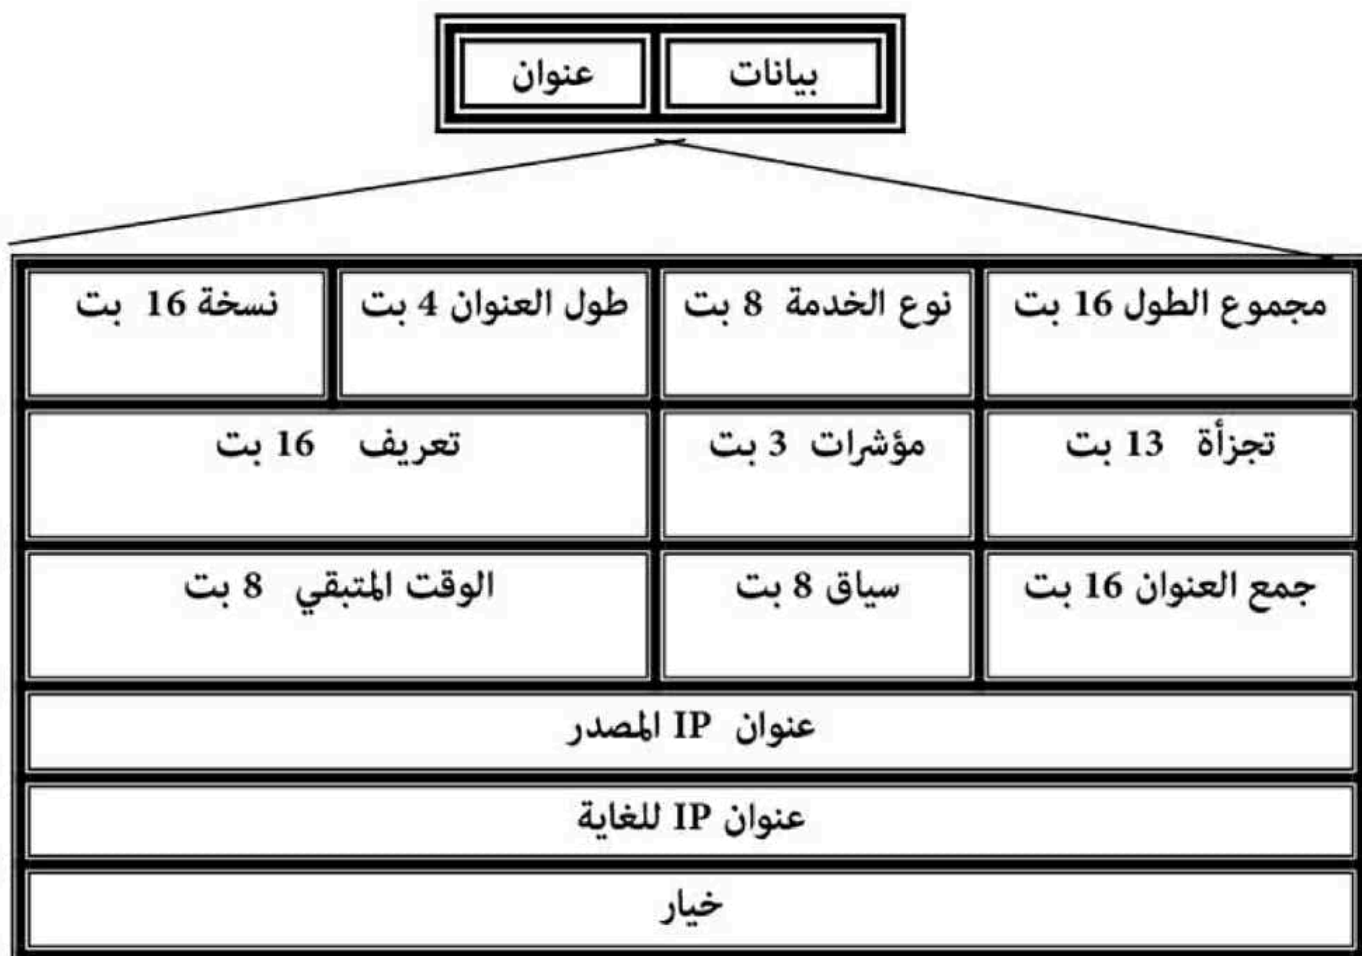 بيانات
عنوان
مجموع الطول 16 بت
نوع الخدمة 8 بت
طول العنوان 4 بت
نسخة 16 بت
تجزأة 13 بت
مؤشرات 3 بت
تعريف 16 بت
جمع العنوان 16 بت
سياق 8 بت
الوقت المتبقي 8 بت
عنوان IP المصدر
عنوان IP للغاية
خيار